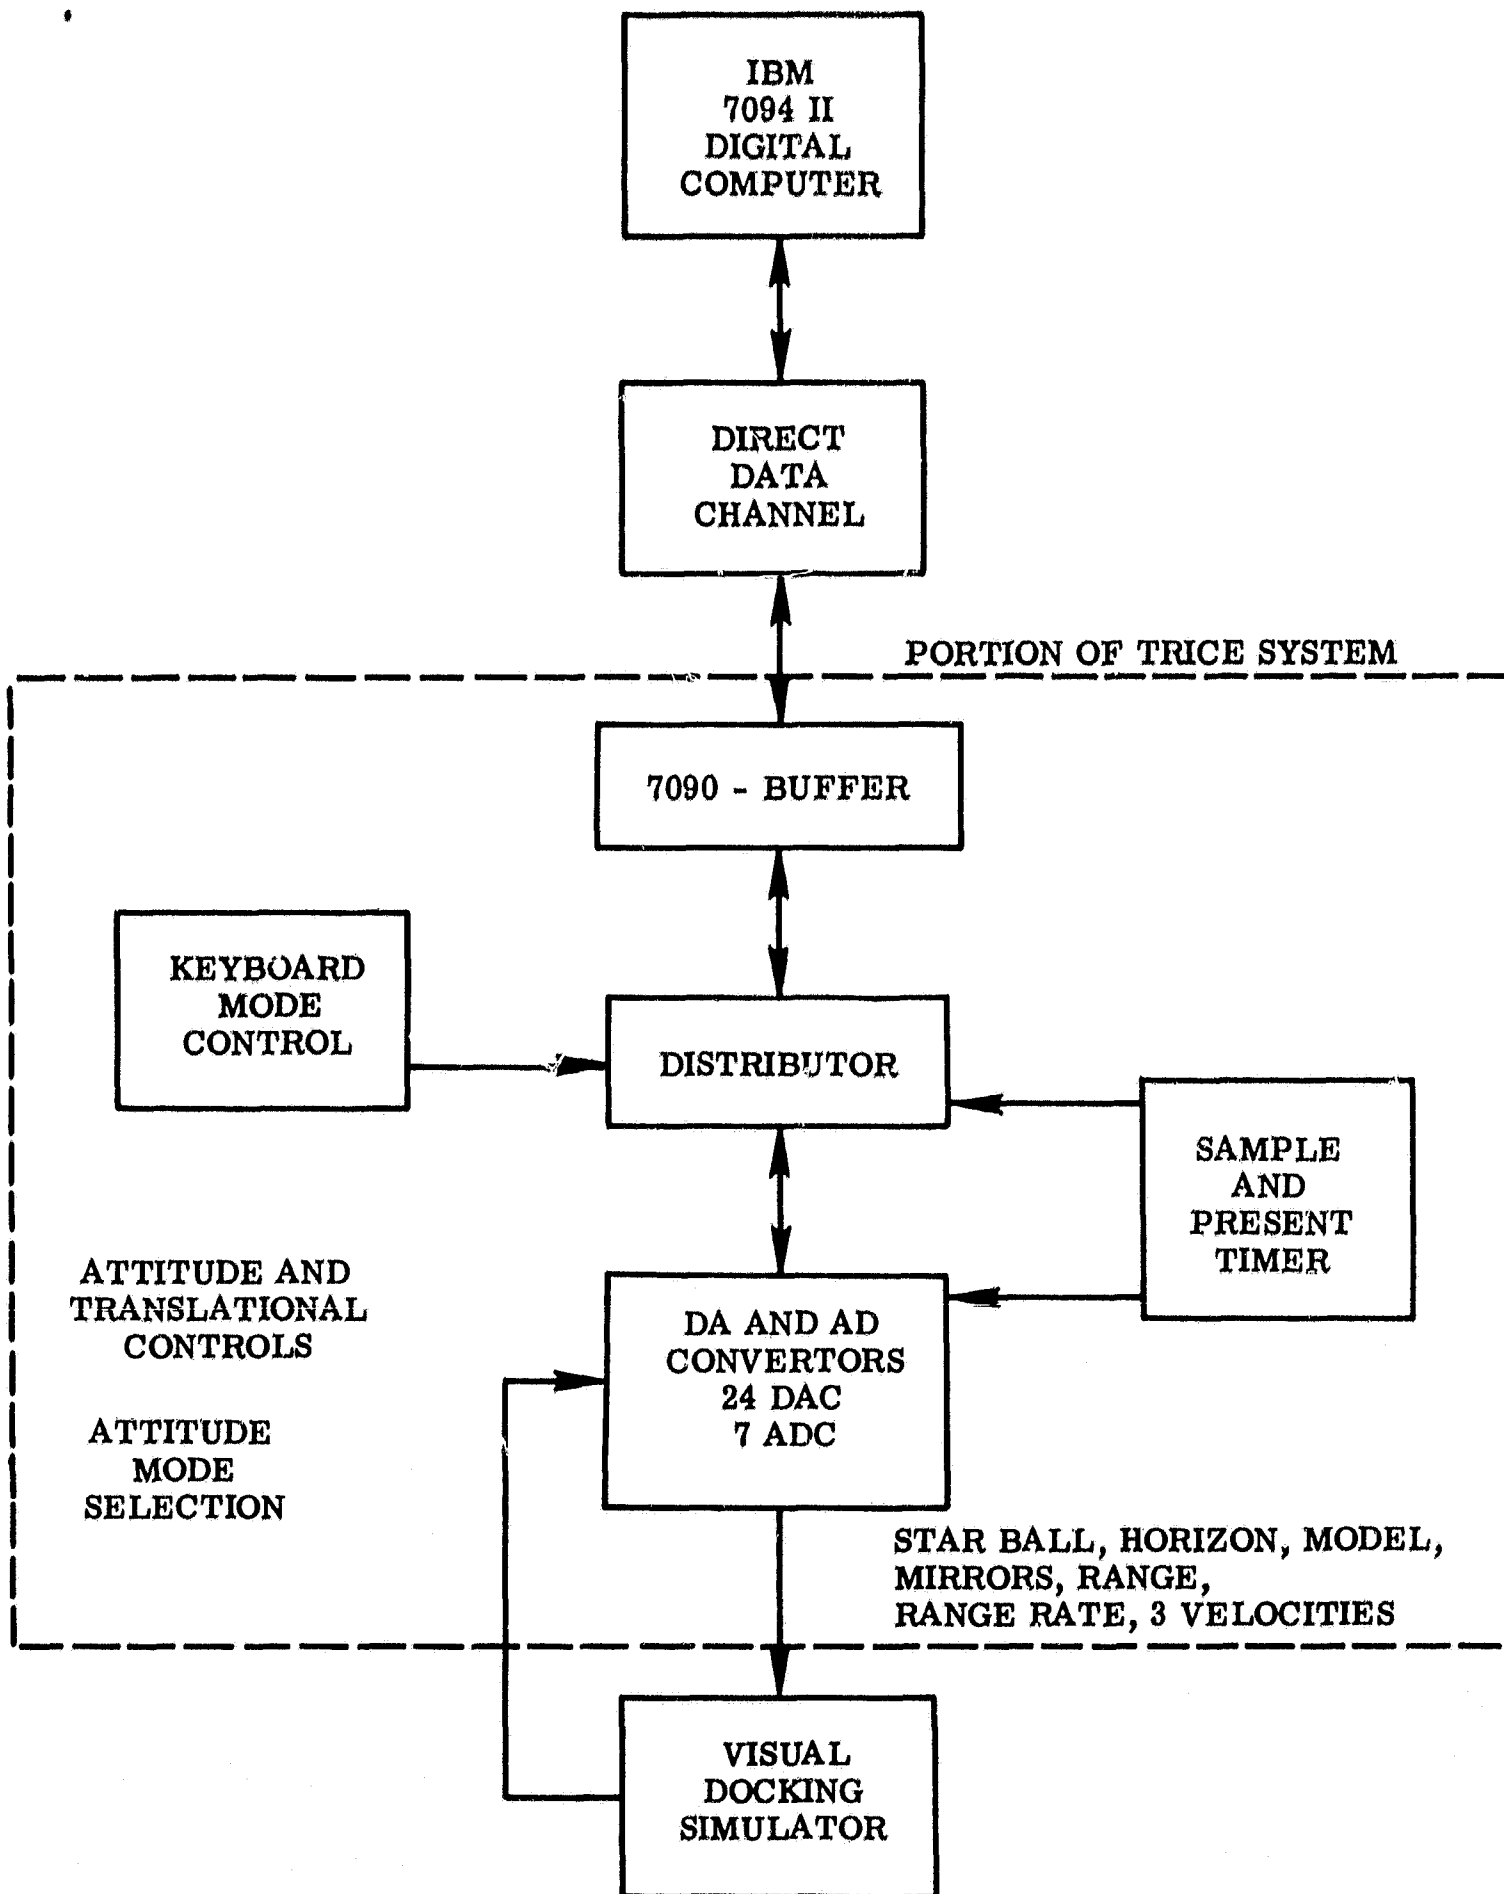 IBM
7094 II
DIGITAL
COMPUTER
DIRECT
DATA
CHANNEL
PORTION OF TRICE SYSTEM
7090 - BUFFER
KEYBOARD
MODE
CONTROL
DISTRIBUTOR
SAMPLE
AND
PRESENT
TIMER
ATTITUDE AND
TRANSLATIONAL
CONTROLS
DA AND AD
CONVERTORS
24 DAC
7 ADC
ATTITUDE
MODE
SELECTION
STAR BALL, HORIZON, MODEL,
MIRRORS, RANGE,
RANGE RATE, 3 VELOCITIES
VISUAL
DOCKING
SIMULATOR